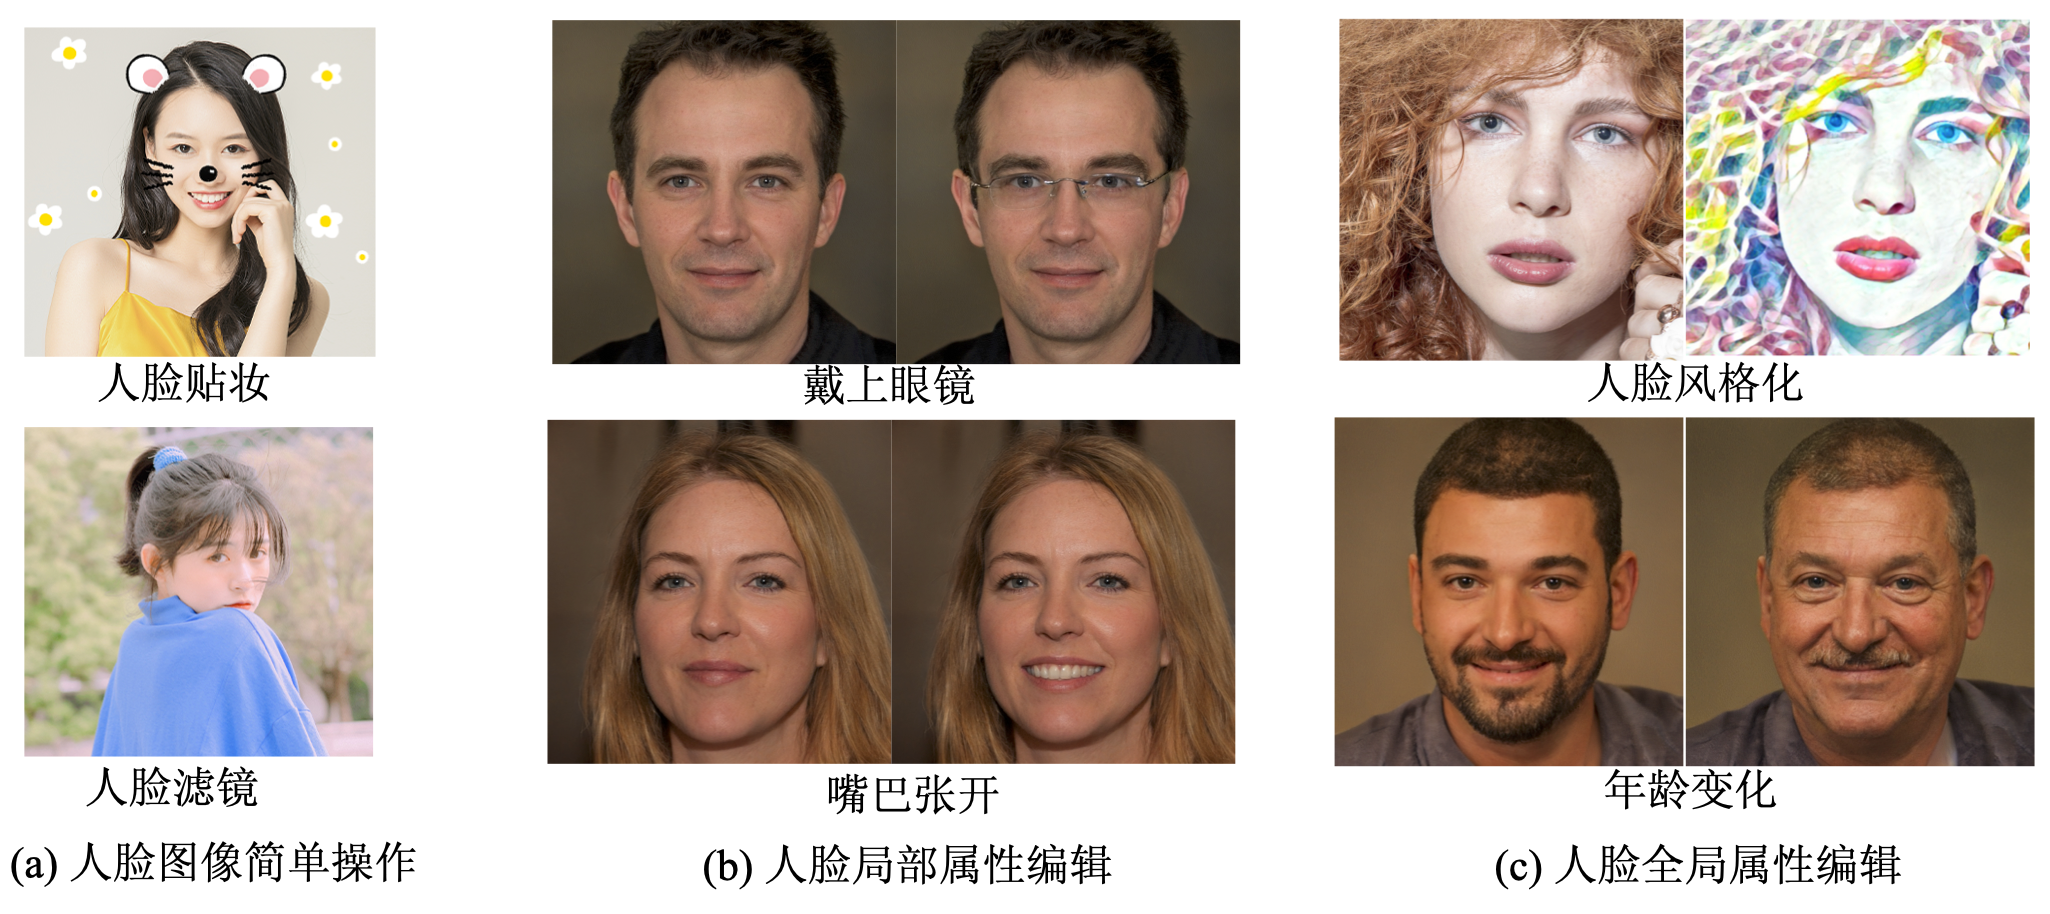 人脸贴妆
戴上眼镜
人脸风格化
人脸滤镜
嘴巴张开
年龄变化
(a) 人脸图像简单操作
(b) 人脸局部属性编辑
(c) 人脸全局属性编辑